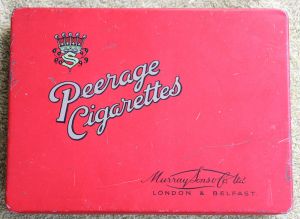 S
Peerage
Cigarettes
Murray Sons & Co. Ltd.
LONDON & BELFAST.